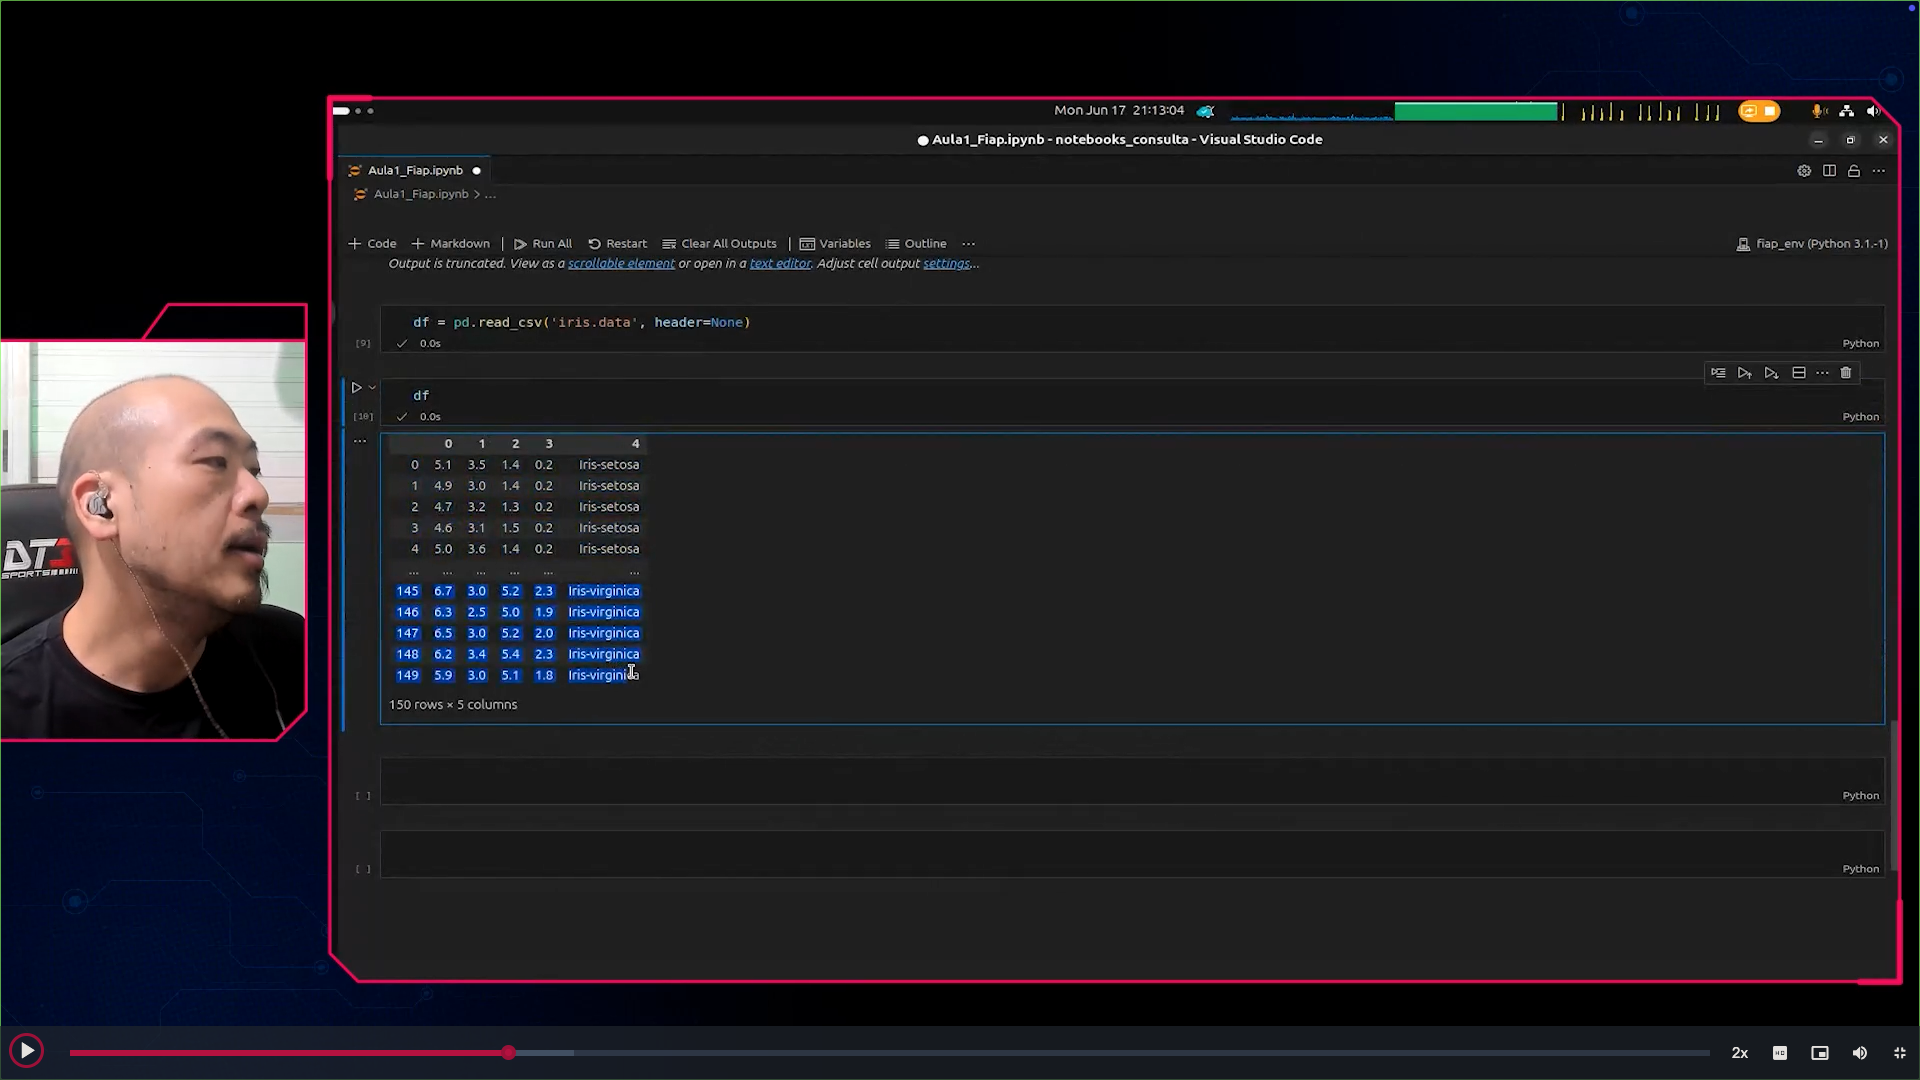 Mon Jun 17 21:13:04
Aula1_Fiap.ipynb - notebooks_consulta - Visual Studio Code
Aula1_Fiap.ipynb
Aula1_Fiap.ipynb > ...
+ Code + Markdown | Run All Restart Clear All Outputs | Variables Outline ...
fiap_env (Python 3.1.-1)
Output is truncated. View as a scrollable element or open in a text editor. Adjust cell output settings...
df = pd.read_csv('iris.data', header=None)
[9] 0.0s Python
df
[10] 0.0s Python
0 1 2 3 4
0 5.1 3.5 1.4 0.2 Iris-setosa
1 4.9 3.0 1.4 0.2 Iris-setosa
2 4.7 3.2 1.3 0.2 Iris-setosa
3 4.6 3.1 1.5 0.2 Iris-setosa
4 5.0 3.6 1.4 0.2 Iris-setosa
... ... ... ... ... ...
145 6.7 3.0 5.2 2.3 Iris-virginica
146 6.3 2.5 5.0 1.9 Iris-virginica
147 6.5 3.0 5.2 2.0 Iris-virginica
148 6.2 3.4 5.4 2.3 Iris-virginica
149 5.9 3.0 5.1 1.8 Iris-virginica
150 rows × 5 columns
[ ] Python
[ ] Python
DT3
SPORTS
2x
HD